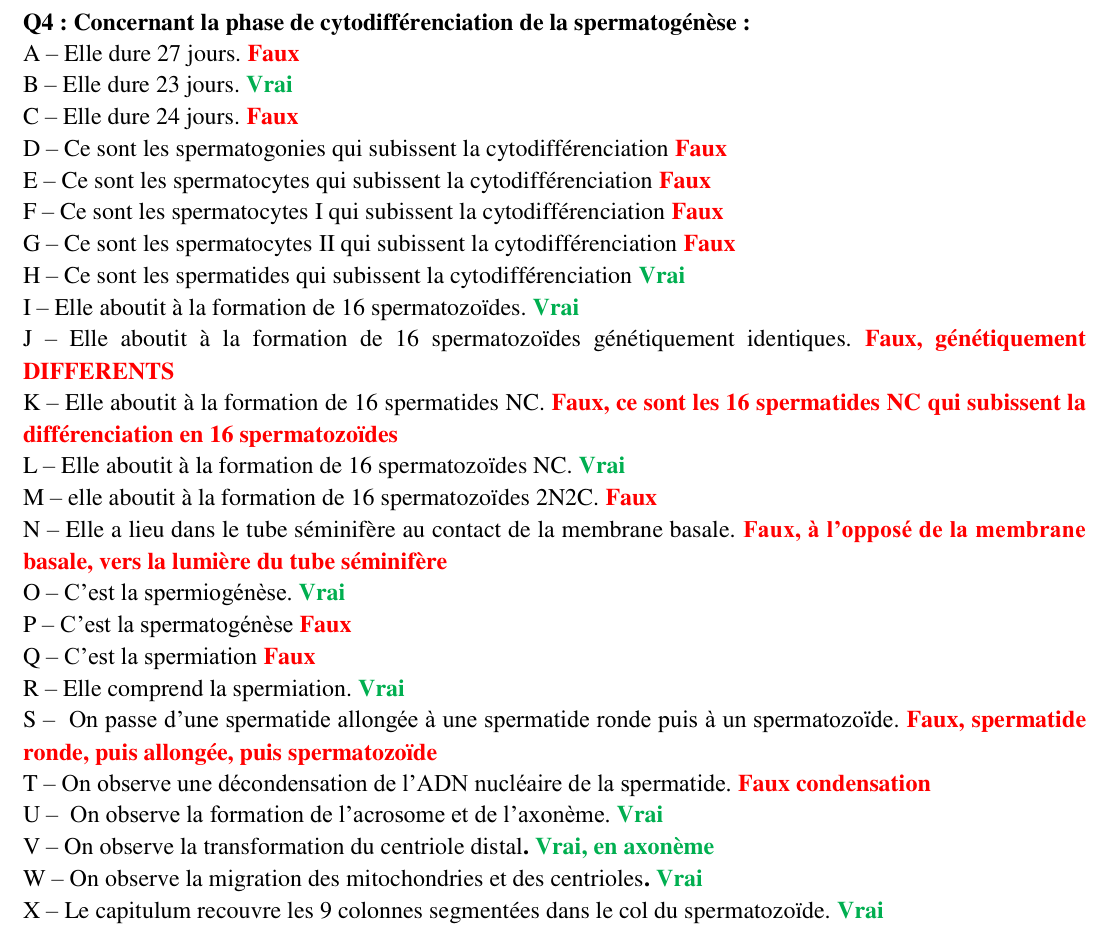 Q4 : Concernant la phase de cytodifférenciation de la spermatogénèse :
A – Elle dure 27 jours. Faux
B – Elle dure 23 jours. Vrai
C – Elle dure 24 jours. Faux
D – Ce sont les spermatogonies qui subissent la cytodifférenciation Faux
E – Ce sont les spermatocytes qui subissent la cytodifférenciation Faux
F – Ce sont les spermatocytes I qui subissent la cytodifférenciation Faux
G – Ce sont les spermatocytes II qui subissent la cytodifférenciation Faux
H – Ce sont les spermatides qui subissent la cytodifférenciation Vrai
I – Elle aboutit à la formation de 16 spermatozoïdes. Vrai
J – Elle aboutit à la formation de 16 spermatozoïdes génétiquement identiques. Faux, génétiquement
DIFFERENTS
K – Elle aboutit à la formation de 16 spermatides NC. Faux, ce sont les 16 spermatides NC qui subissent la
différenciation en 16 spermatozoïdes
L – Elle aboutit à la formation de 16 spermatozoïdes NC. Vrai
M – elle aboutit à la formation de 16 spermatozoïdes 2N2C. Faux
N – Elle a lieu dans le tube séminifère au contact de la membrane basale. Faux, à l'opposé de la membrane
basale, vers la lumière du tube séminifère
O – C'est la spermiogénèse. Vrai
P – C'est la spermatogénèse Faux
Q – C'est la spermiation Faux
R – Elle comprend la spermiation. Vrai
S – On passe d'une spermatide allongée à une spermatide ronde puis à un spermatozoïde. Faux, spermatide
ronde, puis allongée, puis spermatozoïde
T – On observe une décondensation de l'ADN nucléaire de la spermatide. Faux condensation
U – On observe la formation de l'acrosome et de l'axonème. Vrai
V – On observe la transformation du centriole distal. Vrai, en axonème
W – On observe la migration des mitochondries et des centrioles. Vrai
X – Le capitulum recouvre les 9 colonnes segmentées dans le col du spermatozoïde. Vrai